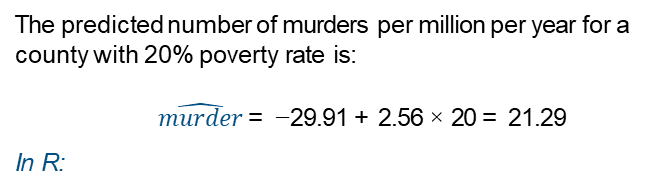 The predicted number of murders per million per year for a
county with 20% poverty rate is:
\widehat{murder} = −29.91 + 2.56 × 20 = 21.29
In R: